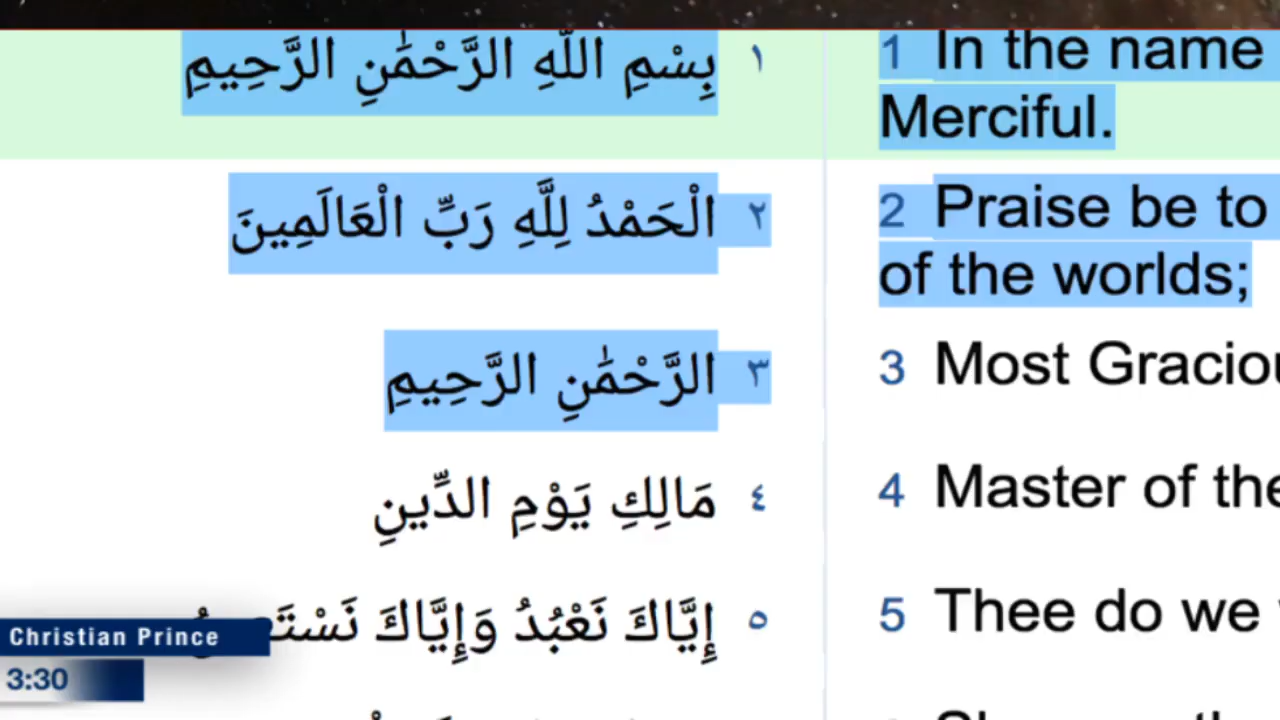 بِسْمِ اللَّهِ الرَّحْمَٰنِ الرَّحِيمِ ١
الْحَمْدُ لِلَّهِ رَبِّ الْعَالَمِينَ ٢
الرَّحْمَٰنِ الرَّحِيمِ ٣
مَالِكِ يَوْمِ الدِّينِ ٤
إِيَّاكَ نَعْبُدُ وَإِيَّاكَ ٥
1 In the name
Merciful.
2 Praise be to
of the worlds;
3 Most
4 Master of
5 Thee do we
Christian Prince
3:30